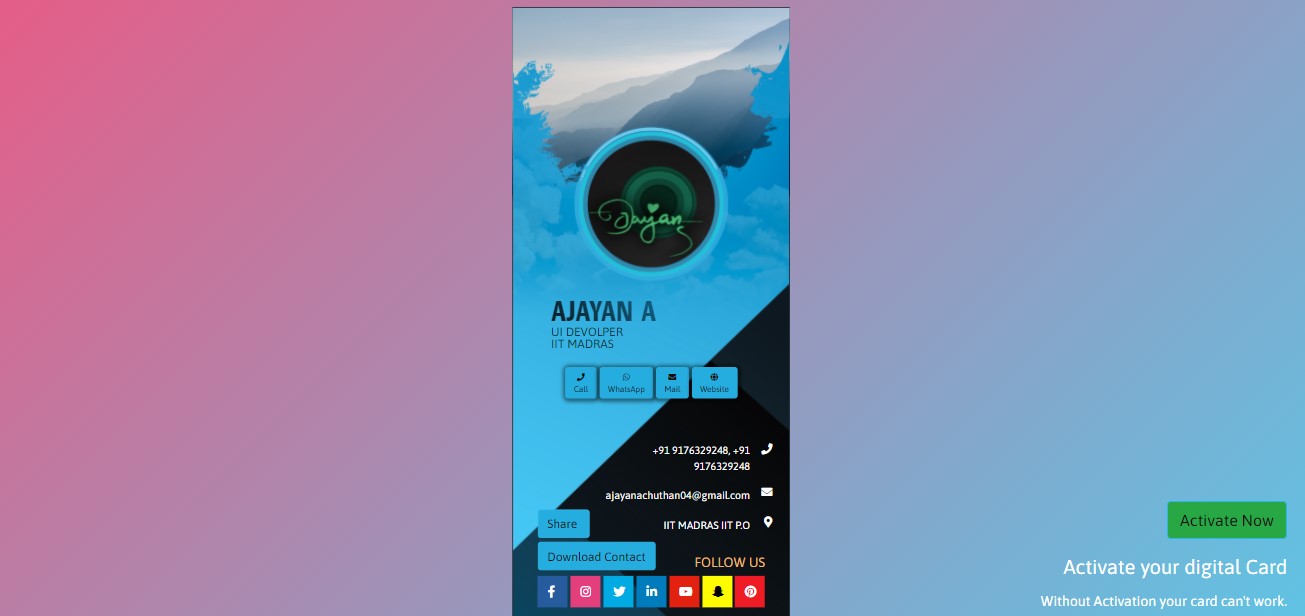 Ajayan
AJAYAN A
UI DEVOLPER
IIT MADRAS
Call
WhatsApp
Mail
Website
+91 9176329248, +91
9176329248
ajayanachuthan04@gmail.com
IIT MADRAS IIT P.O
Share
Download Contact
FOLLOW US
Activate Now
Activate your digital Card
Without Activation your card can't work.